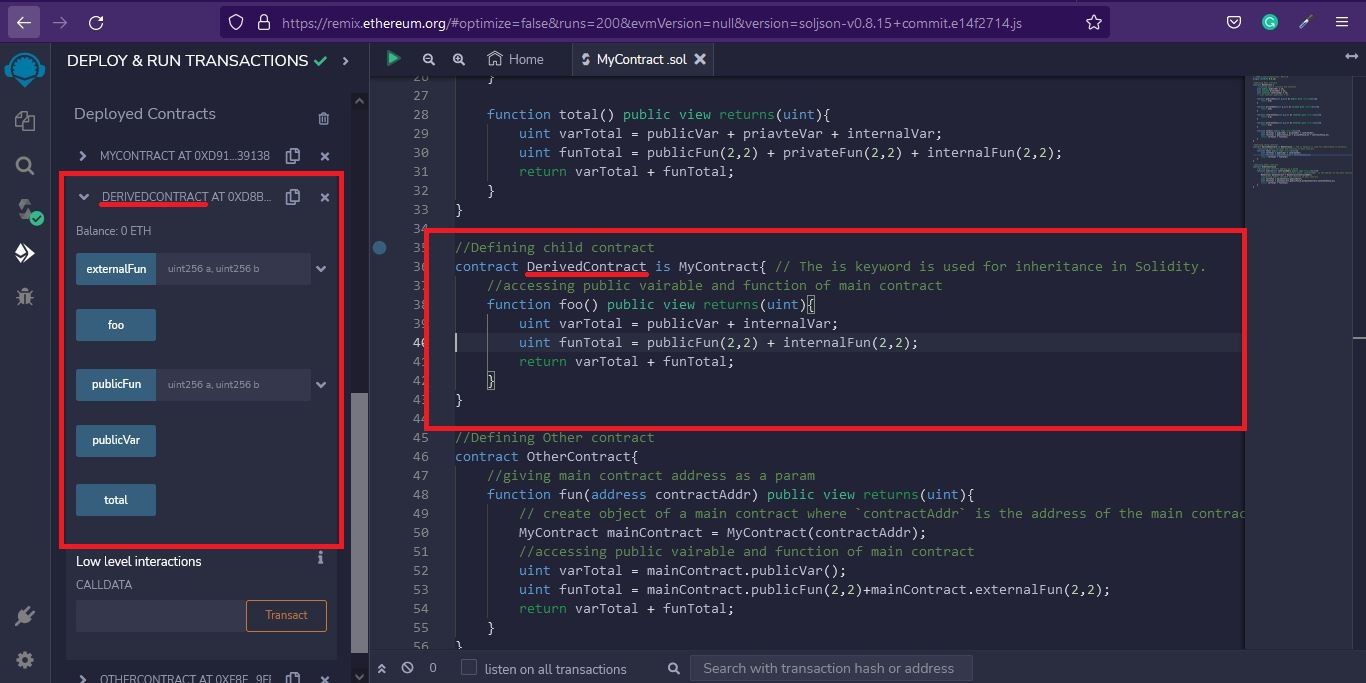 https://remix.ethereum.org/#optimize=false&runs=200&evmVersion=null&version=soljson-v0.8.15+commit.e14f2714.js
DEPLOY & RUN TRANSACTIONS
Deployed Contracts
MYCONTRACT AT 0XD91...39138
DERIVEDCONTRACT AT 0XD8B...
Balance: 0 ETH
externalFun uint256 a, uint256 b
foo
publicFun uint256 a, uint256 b
publicVar
total
Low level interactions
i
CALLDATA
Transact
OTHERCONTRACT AT
Home
MyContract .sol
26 }
27
28 function total() public view returns(uint){
29 uint varTotal = publicVar + priavteVar + internalVar;
30 uint funTotal = publicFun(2,2) + privateFun(2,2) + internalFun(2,2);
31 return varTotal + funTotal;
32 }
33 }
34
35 //Defining child contract
36 contract DerivedContract is MyContract{ // The is keyword is used for inheritance in Solidity.
37 //accessing public vairable and function of main contract
38 function foo() public view returns(uint){
39 uint varTotal = publicVar + internalVar;
40 uint funTotal = publicFun(2,2) + internalFun(2,2);
41 return varTotal + funTotal;
42 }
43 }
44
45 //Defining Other contract
46 contract OtherContract{
47 //giving main contract address as a param
48 function fun(address contractAddr) public view returns(uint){
49 // create object of a main contract where `contractAddr` is the address of the main contrac
50 MyContract mainContract = MyContract(contractAddr);
51 //accessing public vairable and function of main contract
52 uint varTotal = mainContract.publicVar();
53 uint funTotal = mainContract.publicFun(2,2)+mainContract.externalFun(2,2);
54 return varTotal + funTotal;
55 }
56 }
0 listen on all transactions
Search with transaction hash or address